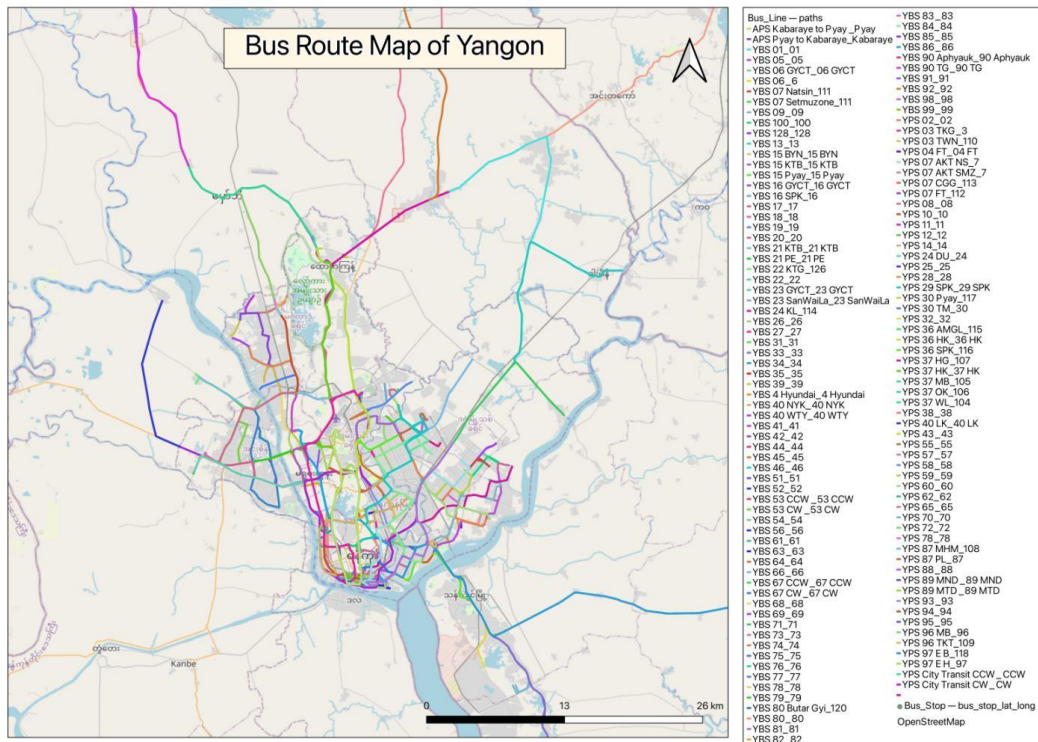 Bus Route Map of Yangon
Kanbe
ဒလ
0 13 26 km
Bus_Line — paths
APS Kabaraye to Pyay _Pyay
APS Pyay to Kabaraye_Kabaraye
YBS 01_01
YBS 05_05
YBS 06 GYCT_06 GYCT
YBS 06_6
YBS 07 Natsin_111
YBS 07 Setmuzone_111
YBS 09_09
YBS 100_100
YBS 128_128
YBS 13_13
YBS 15 BYN_15 BYN
YBS 15 KTB_15 KTB
YBS 15 Pyay_15 Pyay
YBS 16 GYCT_16 GYCT
YBS 16 SPK_16
YBS 17_17
YBS 18_18
YBS 19_19
YBS 20_20
YBS 21 KTB_21 KTB
YBS 21 PE_21 PE
YBS 22 KTG_126
YBS 22_22
YBS 23 GYCT_23 GYCT
YBS 23 SanWaiLa_23 SanWaiLa
YBS 24 KL_114
YBS 26_26
YBS 27_27
YBS 31_31
YBS 33_33
YBS 34_34
YBS 35_35
YBS 39_39
YBS 4 Hyundai_4 Hyundai
YBS 40 NYK_40 NYK
YBS 40 WTY_40 WTY
YBS 41_41
YBS 42_42
YBS 44_44
YBS 45_45
YBS 46_46
YBS 51_51
YBS 52_52
YBS 53 CCW _53 CCW
YBS 53 CW _53 CW
YBS 54_54
YBS 56_56
YBS 61_61
YBS 63_63
YBS 64_64
YBS 66_66
YBS 67 CCW_67 CCW
YBS 67 CW_67 CW
YBS 68_68
YBS 69_69
YBS 71_71
YBS 73_73
YBS 74_74
YBS 75_75
YBS 76_76
YBS 77_77
YBS 78_78
YBS 79_79
YBS 80 Butar Gyi_120
YBS 80_80
YBS 81_81
YBS 82_82
YBS 83_83
YBS 84_84
YBS 85_85
YBS 86_86
YBS 90 Aphyauk_90 Aphyauk
YBS 90 TG_90 TG
YBS 91_91
YBS 92_92
YBS 98_98
YBS 99_99
YPS 02_02
YPS 03 TKG_3
YPS 03 TWN_110
YPS 04 FT_04 FT
YPS 07 AKT NS_7
YPS 07 AKT SMZ_7
YPS 07 CGG_113
YPS 07 FT_112
YPS 08_08
YPS 10_10
YPS 11_11
YPS 12_12
YPS 14_14
YPS 24 DU_24
YPS 25_25
YPS 28_28
YPS 29 SPK_29 SPK
YPS 30 Pyay_117
YPS 30 TM_30
YPS 32_32
YPS 36 AMGL_115
YPS 36 HK_36 HK
YPS 36 SPK_116
YPS 37 HG_107
YPS 37 HK_37 HK
YPS 37 MB_105
YPS 37 OK_106
YPS 37 WL_104
YPS 38_38
YPS 40 LK_40 LK
YPS 43_43
YPS 55_55
YPS 57_57
YPS 58_58
YPS 59_59
YPS 60_60
YPS 62_62
YPS 65_65
YPS 70_70
YPS 72_72
YPS 78_78
YPS 87 MHM_108
YPS 87 PL_87
YPS 88_88
YPS 89 MND_89 MND
YPS 89 MTD_89 MTD
YPS 93_93
YPS 94_94
YPS 95_95
YPS 96 MB_96
YPS 96 TKT_109
YPS 97 E B_118
YPS 97 E H_97
YPS City Transit CCW_CCW
YPS City Transit CW_CW
Bus_Stop — bus_stop_lat_long
OpenStreetMap